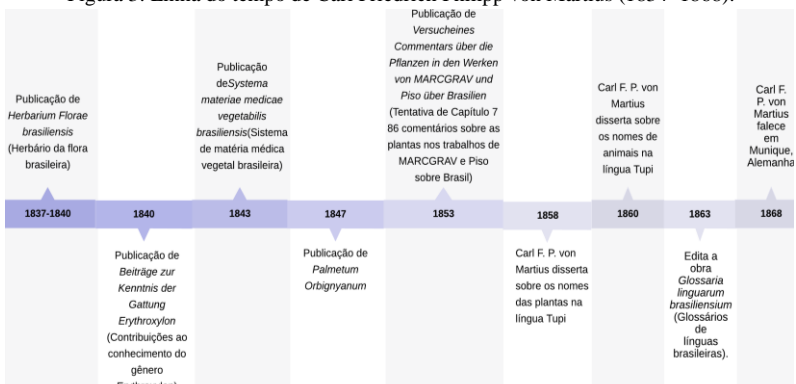 Publicação de
Herbarium Florae
brasiliensis
(Herbário da flora
brasileira)
1837-1840
1840
Publicação de
Beiträge zur
Kenntnis der
Gattung
Erythroxylon
(Contribuições ao
conhecimento do
gênero
Publicação
deSystema
materiae medicae
vegetabilis
brasiliensis(Sistema
de matéria médica
vegetal brasileira)
1843
1847
Publicação de
Palmetum
Orbignyanum
Publicação de
Versucheines
Commentars über die
Pflanzen in den Werken
von MARCGRAV und
Piso über Brasilien
(Tentativa de Capítulo 7
86 comentários sobre as
plantas nos trabalhos de
MARCGRAV e Piso
sobre Brasil)
1853
1858
Carl F. P. von
Martius disserta
sobre os nomes
das plantas na
língua Tupi
Carl F. P. von
Martius
disserta sobre
os nomes de
animais na
língua Tupi
1860
1863
Edita a
obra
Glossaria
linguarum
brasiliensium
(Glossários
de
línguas
brasileiras).
Carl F.
P. von
Martius
falece
em
Munique,
Alemanha
1868